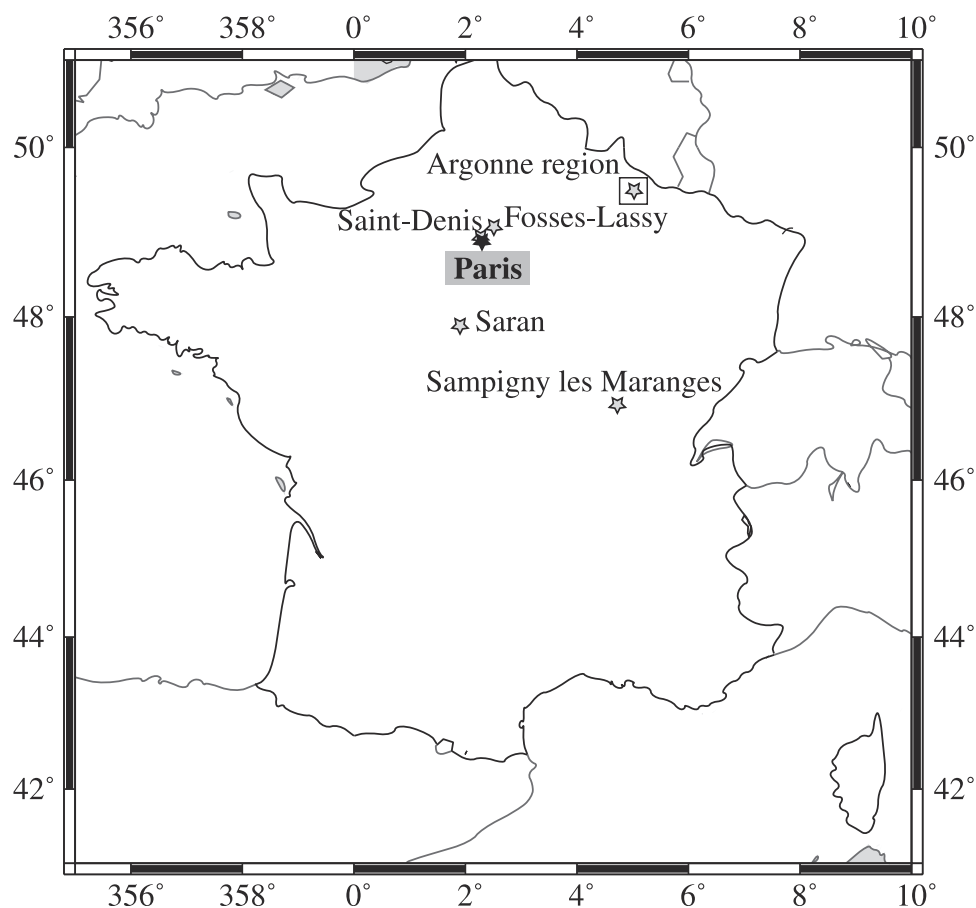 356° 358° 0° 2° 4° 6° 8° 10°
50° 50°
Argonne region
Saint-Denis Fosses-Lassy
Paris
48° 48°
Saran
Sampigny les Maranges
46° 46°
44° 44°
42° 42°
356° 358° 0° 2° 4° 6° 8° 10°